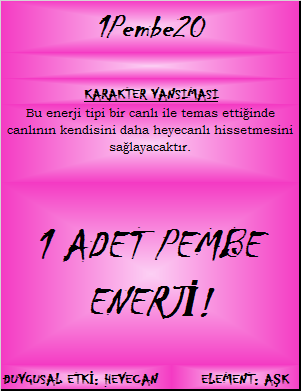 1Pembe20
KARAKTER YANSIMASI
Bu enerji tipi bir canlı ile temas ettiğinde
canlının kendisini daha heyecanlı hissetmesini
sağlayacaktır.
1 ADET PEMBE
ENERJİ!
DUYGUSAL ETKİ: HEYECAN ELEMENT: AŞK